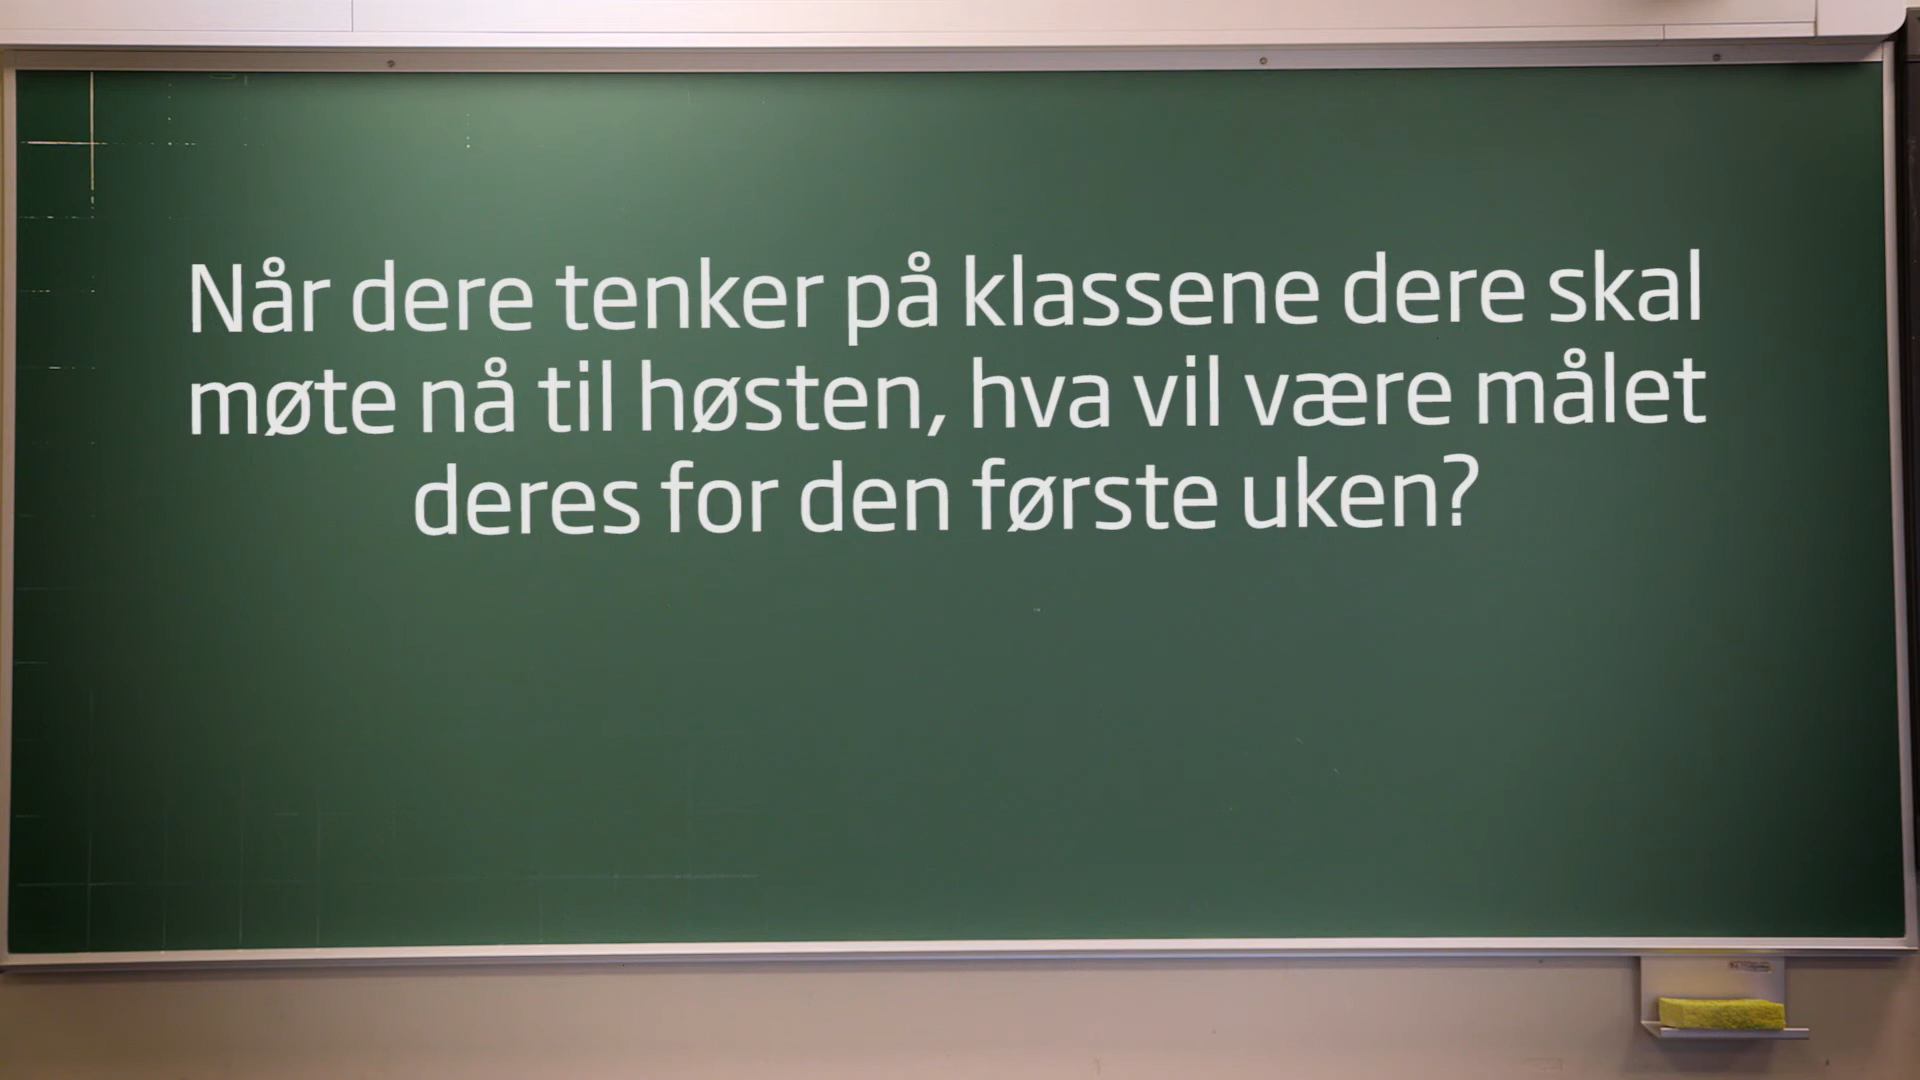 Når dere tenker på klassene dere skal
møte nå til høsten, hva vil være målet
deres for den første uken?